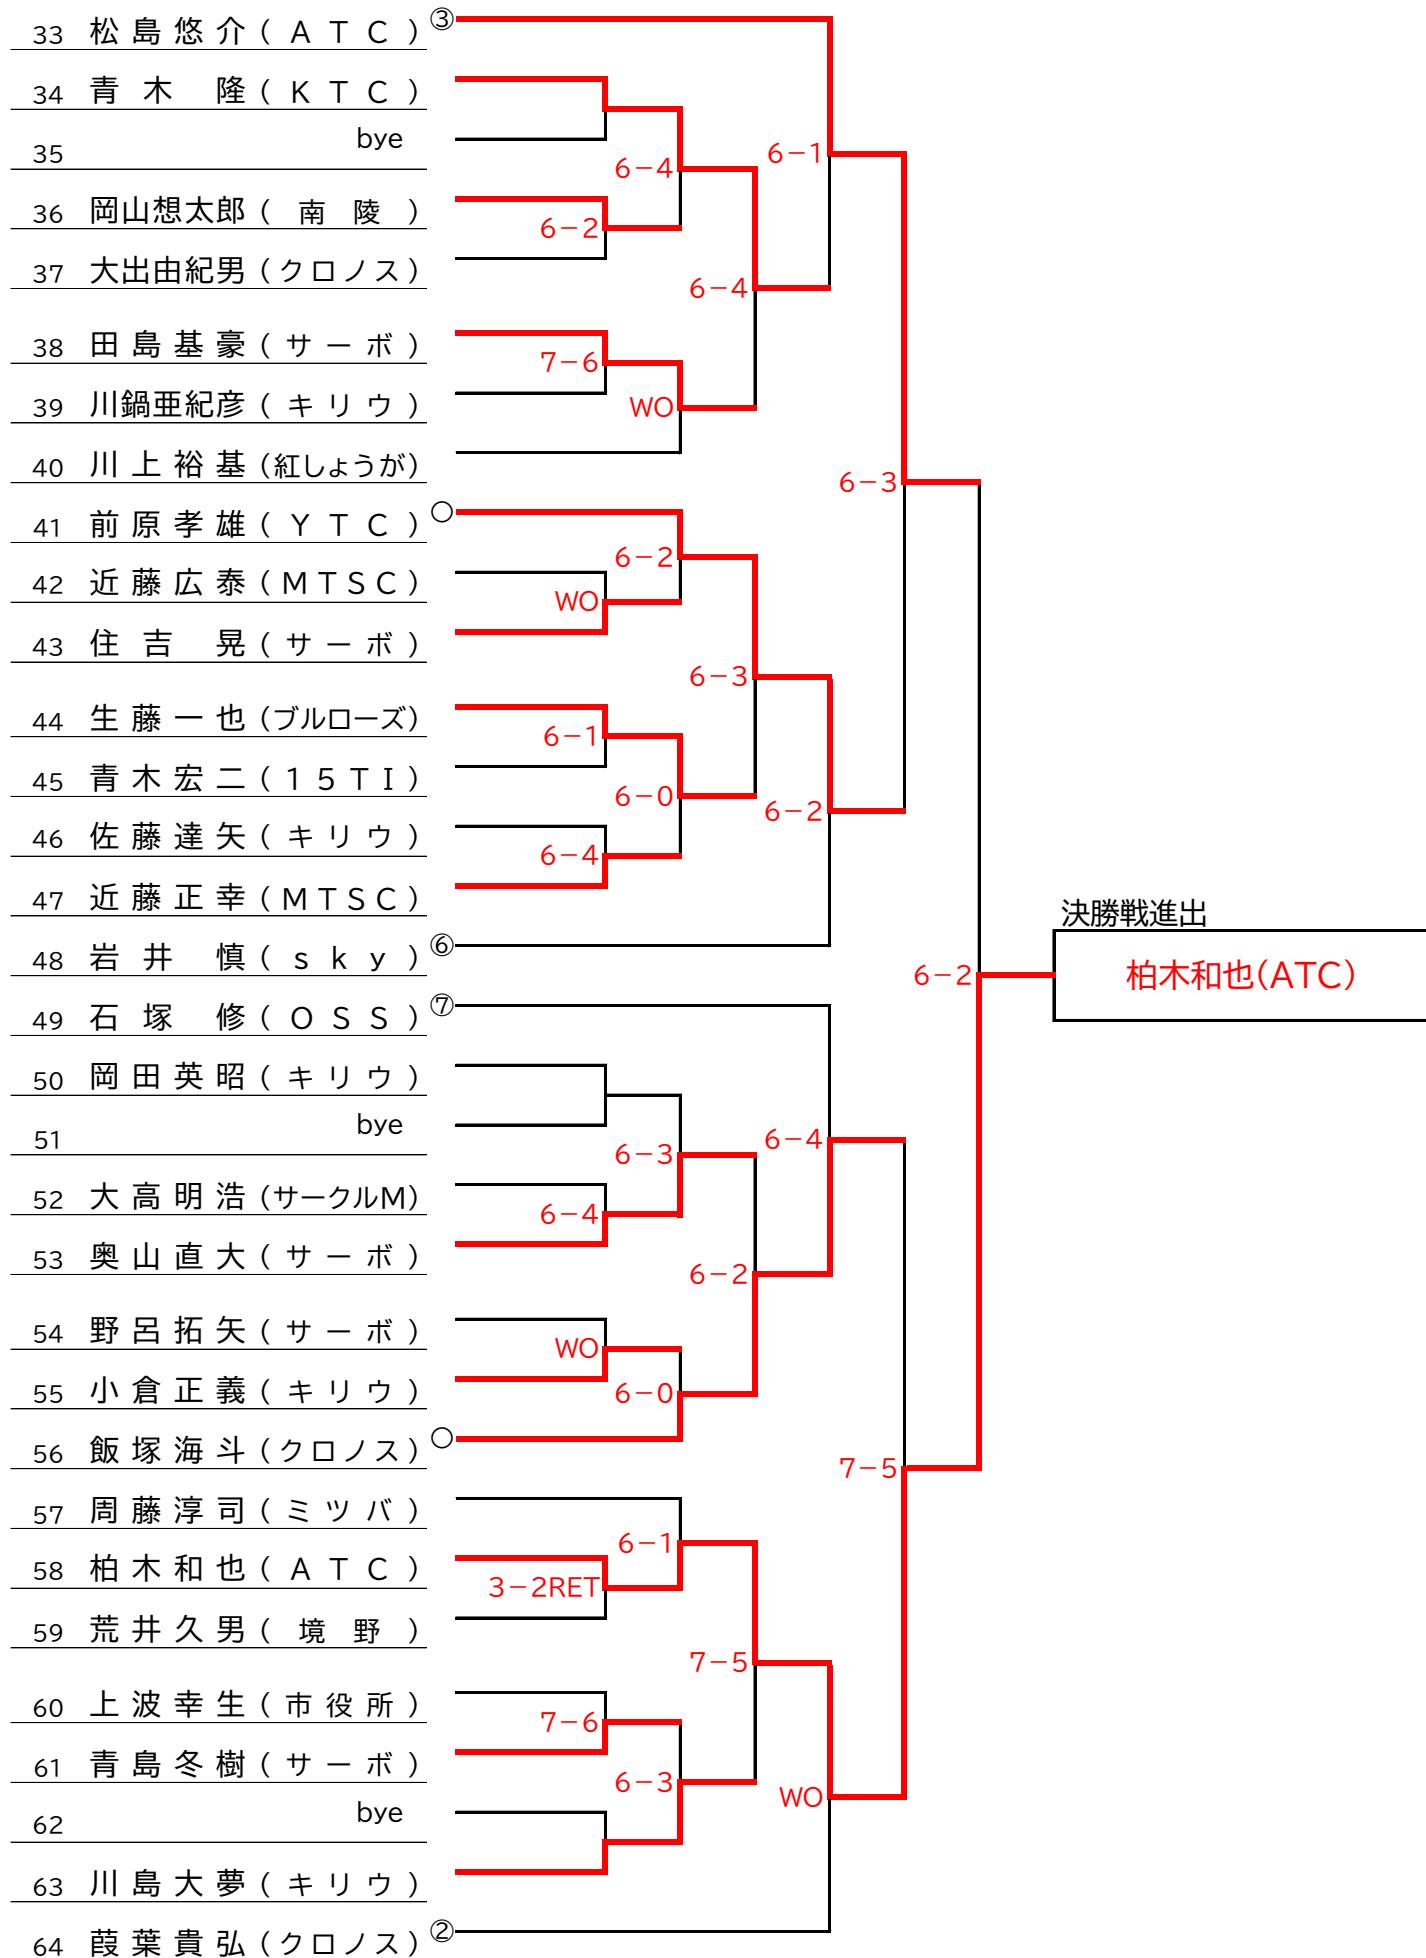 33 松島悠介(ATC) ③
34 青木 隆(KTC)
35 bye
36 岡山想太郎(南陵)
37 大出由紀男(クロノス)
38 田島基豪(サーボ)
39 川鍋亜紀彦(キリウ)
40 川上裕基(紅しょうが)
41 前原孝雄(YTC) ○
42 近藤広泰(MTSC)
43 住吉 晃(サーボ)
44 生藤一也(ブルローズ)
45 青木宏二(15TI)
46 佐藤達矢(キリウ)
47 近藤正幸(MTSC)
48 岩井 慎(sky) ⑥
49 石塚 修(OSS) ⑦
50 岡田英昭(キリウ)
51 bye
52 大高明浩(サークルM)
53 奥山直大(サーボ)
54 野呂拓矢(サーボ)
55 小倉正義(キリウ)
56 飯塚海斗(クロノス) ○
57 周藤淳司(ミツバ)
58 柏木和也(ATC)
59 荒井久男(境野)
60 上波幸生(市役所)
61 青島冬樹(サーボ)
62 bye
63 川島大夢(キリウ)
64 葭葉貴弘(クロノス) ②
6-2
7-6
WO
6-1
6-4
6-4
WO
3-2RET
7-6
6-4
WO
6-2
6-0
6-3
6-0
6-1
6-3
6-4
6-3
6-2
7-5
6-1
6-2
6-4
WO
6-3
7-5
6-2
決勝戦進出
柏木和也(ATC)